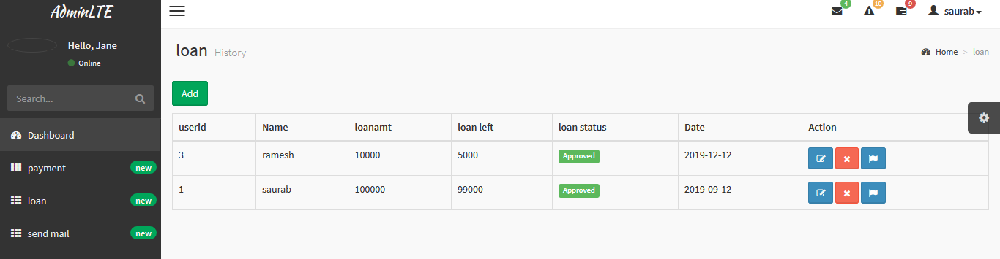 AdminLTE
4 10 9 saurab
Hello, Jane
Online
Search...
Dashboard
payment new
loan new
send mail new
loan History
Home > loan
Add
userid Name loanamt loan left loan status Date Action
3 ramesh 10000 5000 Approved 2019-12-12
1 saurab 100000 99000 Approved 2019-09-12